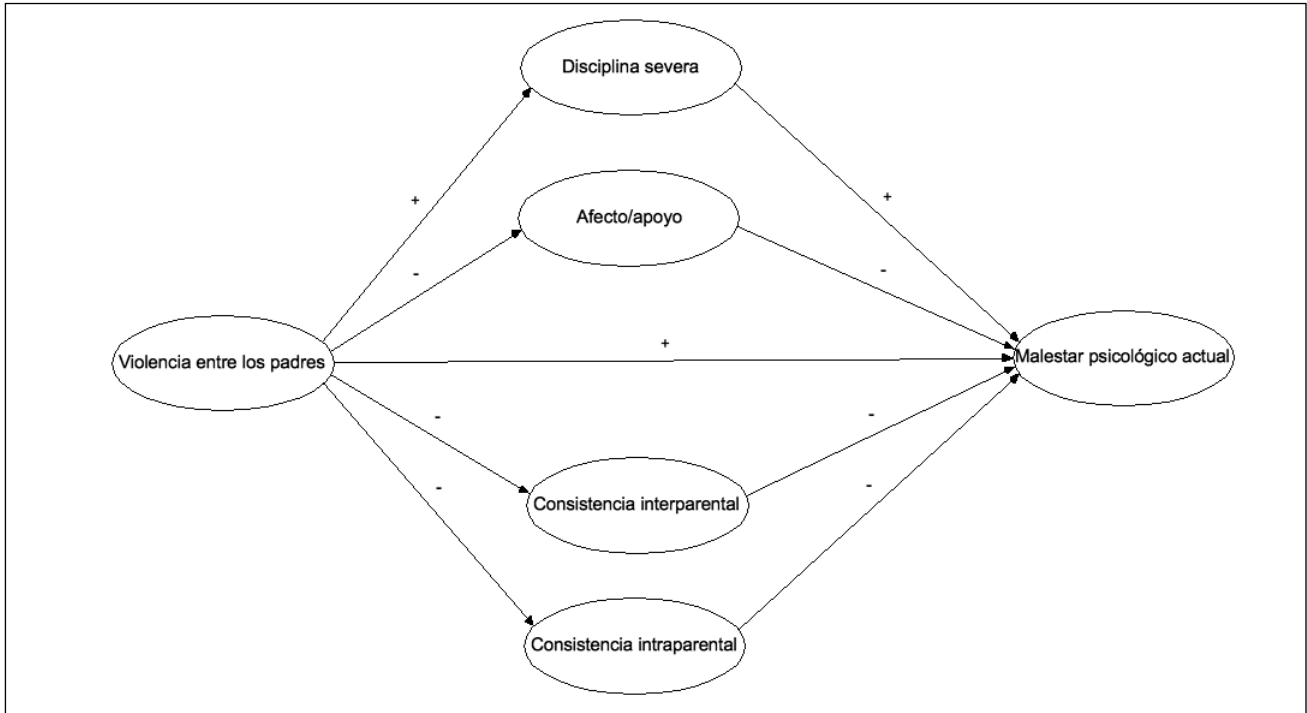 Disciplina severa
+
+
Afecto/apoyo
-
-
+
Violencia entre los padres
Malestar psicológico actual
-
-
Consistencia interparental
-
-
Consistencia intraparental